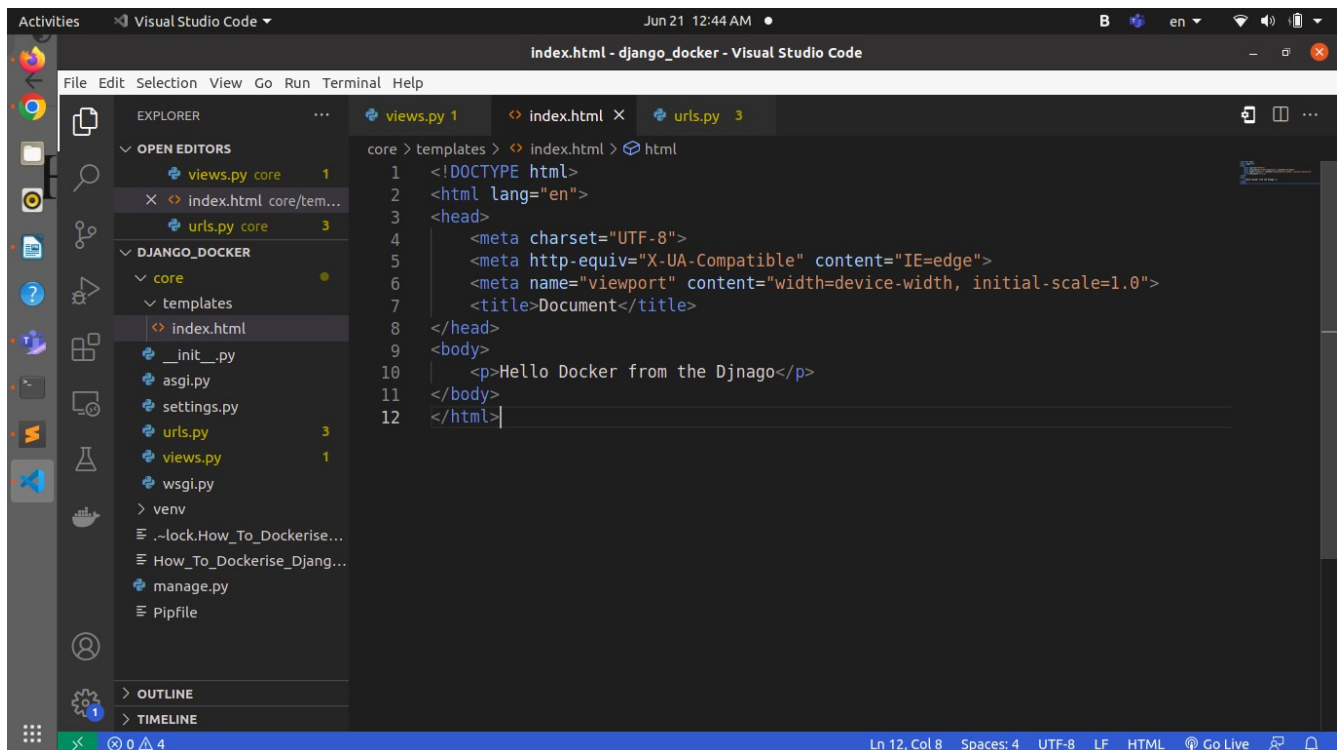 Activities Visual Studio Code Jun 21 12:44 AM B en
index.html - django_docker - Visual Studio Code
File Edit Selection View Go Run Terminal Help
EXPLORER
views.py 1 index.html urls.py 3
OPEN EDITORS
views.py core 1
index.html core/tem...
urls.py core 3
DJANGO_DOCKER
core
templates
index.html
__init__.py
asgi.py
settings.py
urls.py 3
views.py 1
wsgi.py
venv
.~lock.How_To_Dockerise...
How_To_Dockerise_Djang...
manage.py
Pipfile
OUTLINE
TIMELINE
1
core > templates > index.html > html
1 <!DOCTYPE html>
2 <html lang="en">
3 <head>
4 <meta charset="UTF-8">
5 <meta http-equiv="X-UA-Compatible" content="IE=edge">
6 <meta name="viewport" content="width=device-width, initial-scale=1.0">
7 <title>Document</title>
8 </head>
9 <body>
10 <p>Hello Docker from the Djnago</p>
11 </body>
12 </html>
0 4 Ln 12, Col 8 Spaces: 4 UTF-8 LF HTML Go Live